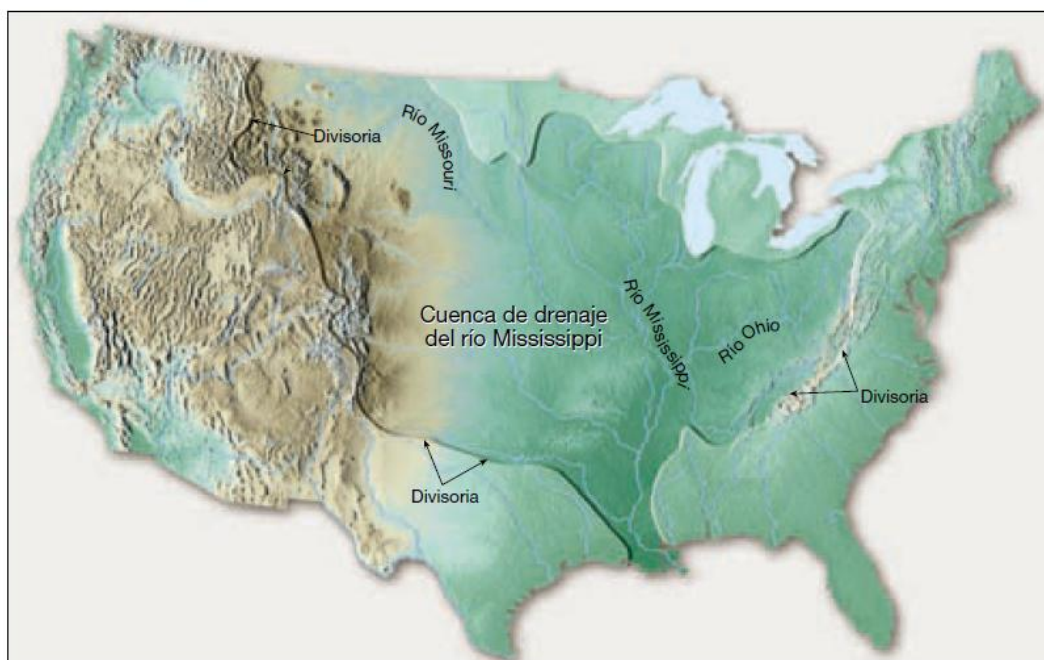 Divisoria
Río Missouri
Cuenca de drenaje
del río Mississippi
Río Mississippi
Río Ohio
Divisoria
Divisoria